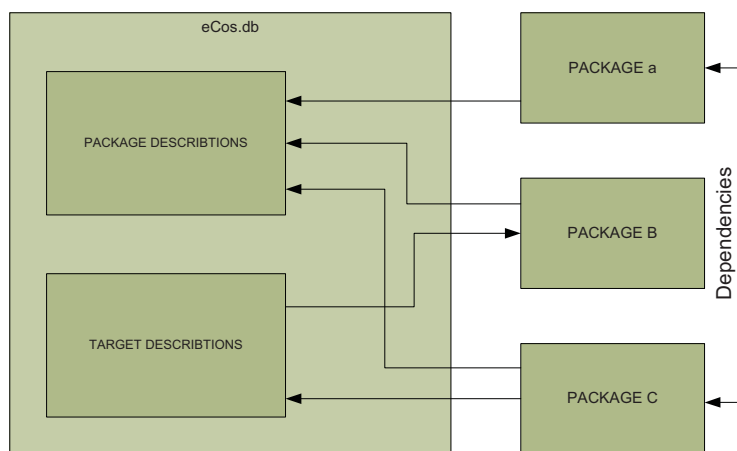 eCos.db
PACKAGE DESCRIBTIONS
TARGET DESCRIBTIONS
PACKAGE a
PACKAGE B
PACKAGE C
Dependencies